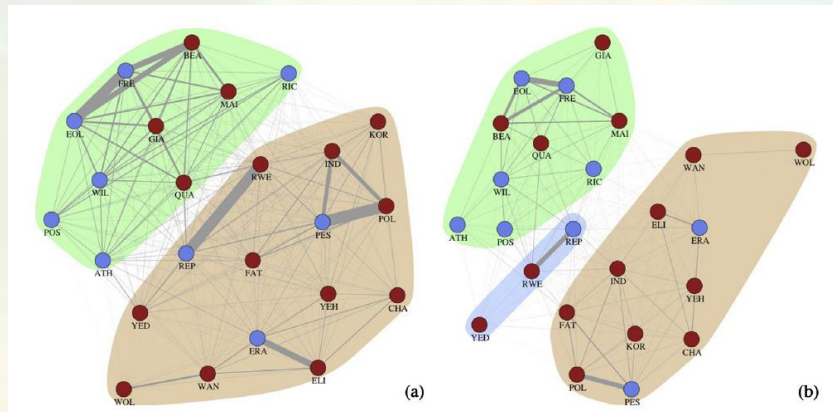 BEA
FRE
RIC
MAI
EOL
GIA
KOR
IND
RWE
WIL
QUA
POL
POS
PES
ATH
REP
FAT
YED
YEH
CHA
ERA
ELI
WAN
WOL
(a)
GIA
EOL
FRE
BEA
MAI
QUA
WAN
WOL
WIL
RIC
ELI
ATH
POS
REP
ERA
RWE
IND
YEH
FAT
YED
KOR
CHA
POL
PES
(b)